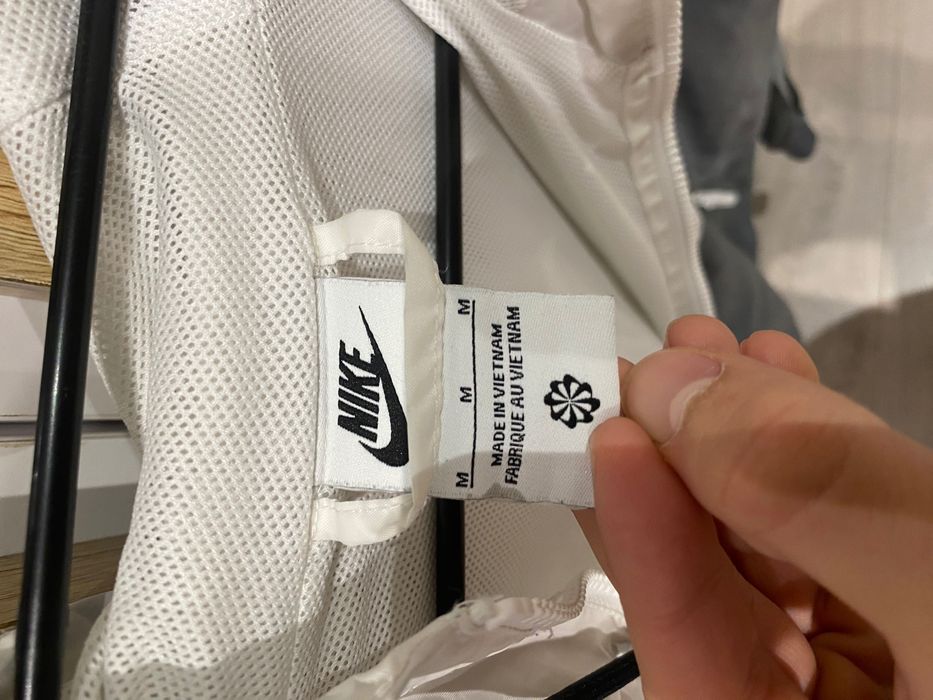 NIKE
M M M
MADE IN VIETNAM
FABRIQUE AU VIETNAM